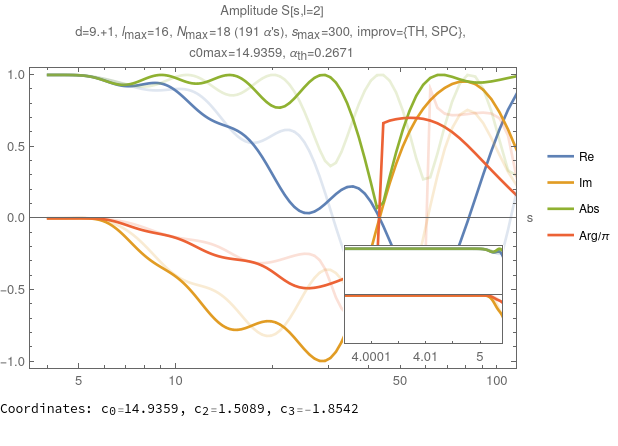 Amplitude S[s,l=2]
d=9.+1, lmax=16, Nmax=18 (191 α's), smax=300, improv={TH, SPC},
c0max=14.9359, αth=0.2671
1.0
0.5
0.0
−0.5
−1.0
s
Re
Im
Abs
Arg/π
4.0001 4.01 5
5 10 50 100
Coordinates: c0=14.9359, c2=1.5089, c3=−1.8542